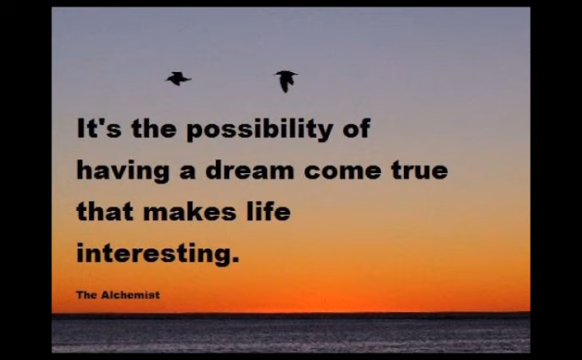 It's the possibility of
having a dream come true
that makes life
interesting.
The Alchemist